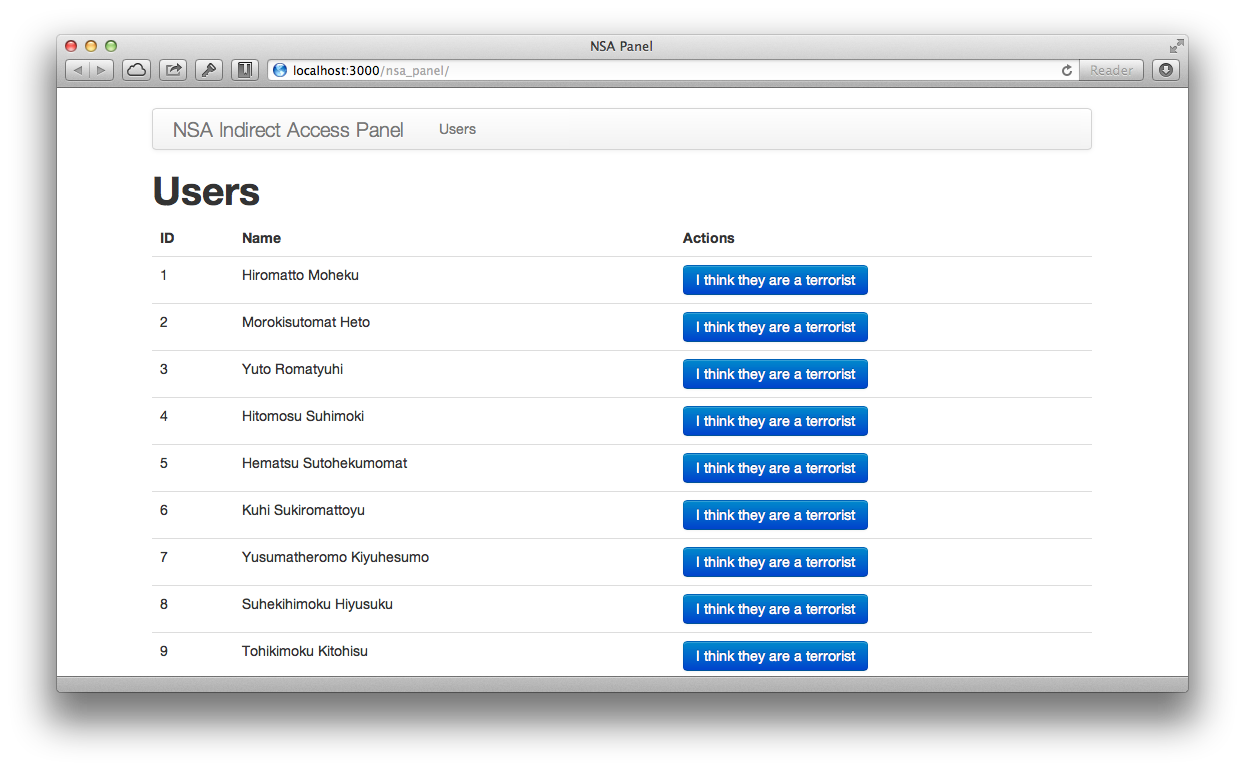 NSA Panel
localhost:3000/nsa_panel/
Reader
NSA Indirect Access Panel Users
Users
ID Name Actions
1 Hiromatto Moheku I think they are a terrorist
2 Morokisutomat Heto I think they are a terrorist
3 Yuto Romatyuhi I think they are a terrorist
4 Hitomosu Suhimoki I think they are a terrorist
5 Hematsu Sutohekumomat I think they are a terrorist
6 Kuhi Sukiromattoyu I think they are a terrorist
7 Yusumatheromo Kiyuhesumo I think they are a terrorist
8 Suhekihimoku Hiyusuku I think they are a terrorist
9 Tohikimoku Kitohisu I think they are a terrorist